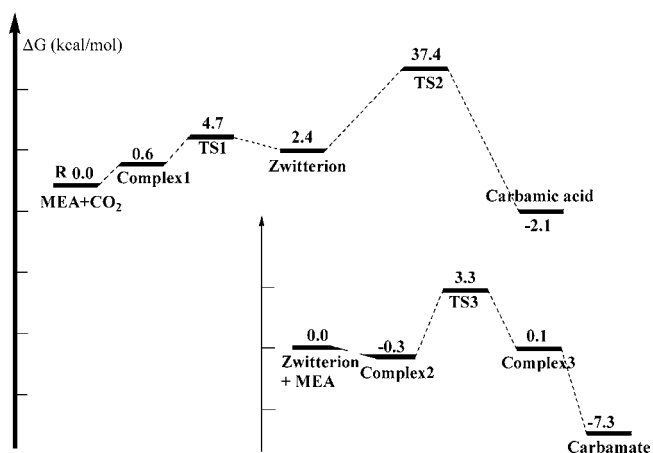 ΔG (kcal/mol)
37.4
TS2
4.7
TS1
2.4
Zwitterion
0.6
Complex1
R 0.0
MEA+CO₂
Carbamic acid
-2.1
3.3
TS3
0.0
Zwitterion
+ MEA
-0.3
Complex2
0.1
Complex3
-7.3
Carbamate